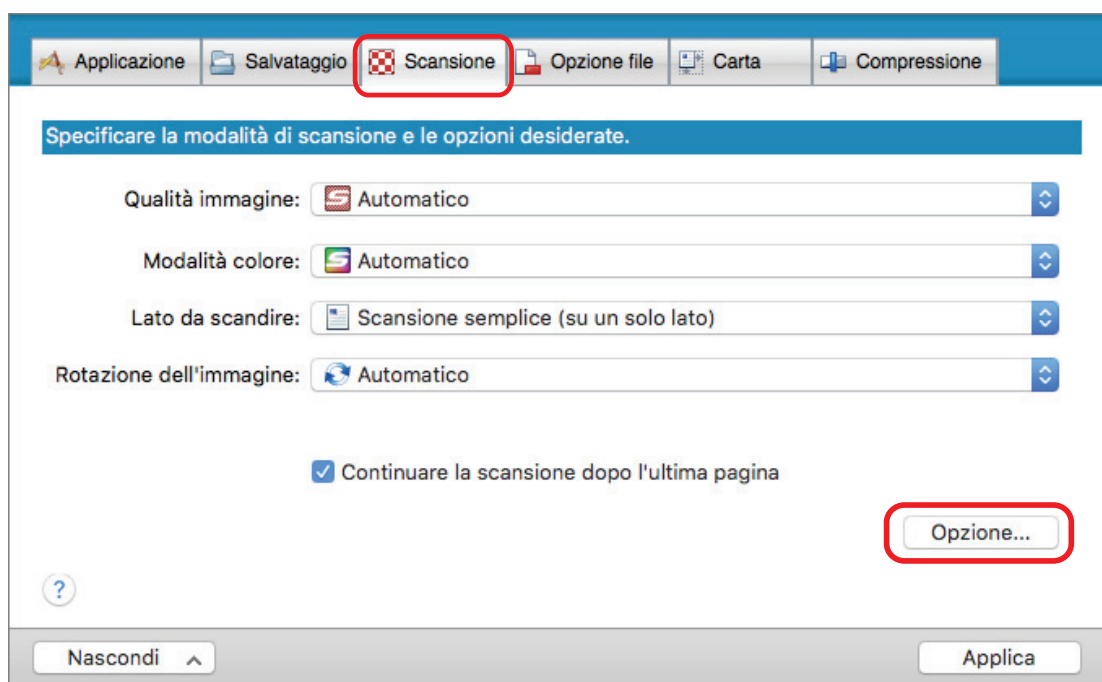 Applicazione Salvataggio Scansione Opzione file Carta Compressione
Specificare la modalità di scansione e le opzioni desiderate.
Qualità immagine: Automatico
Modalità colore: Automatico
Lato da scandire: Scansione semplice (su un solo lato)
Rotazione dell'immagine: Automatico
Continuare la scansione dopo l'ultima pagina
Opzione...
?
Nascondi Applica